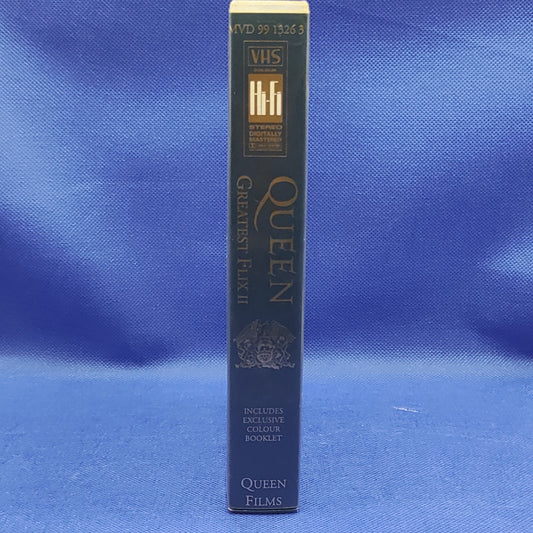 MVD 99 1326 3
VHS
Hi-Fi
STEREO
DIGITALLY
MASTERED
QUEEN
GREATEST FLIX II
INCLUDES
EXCLUSIVE
COLOUR
BOOKLET
QUEEN
FILMS